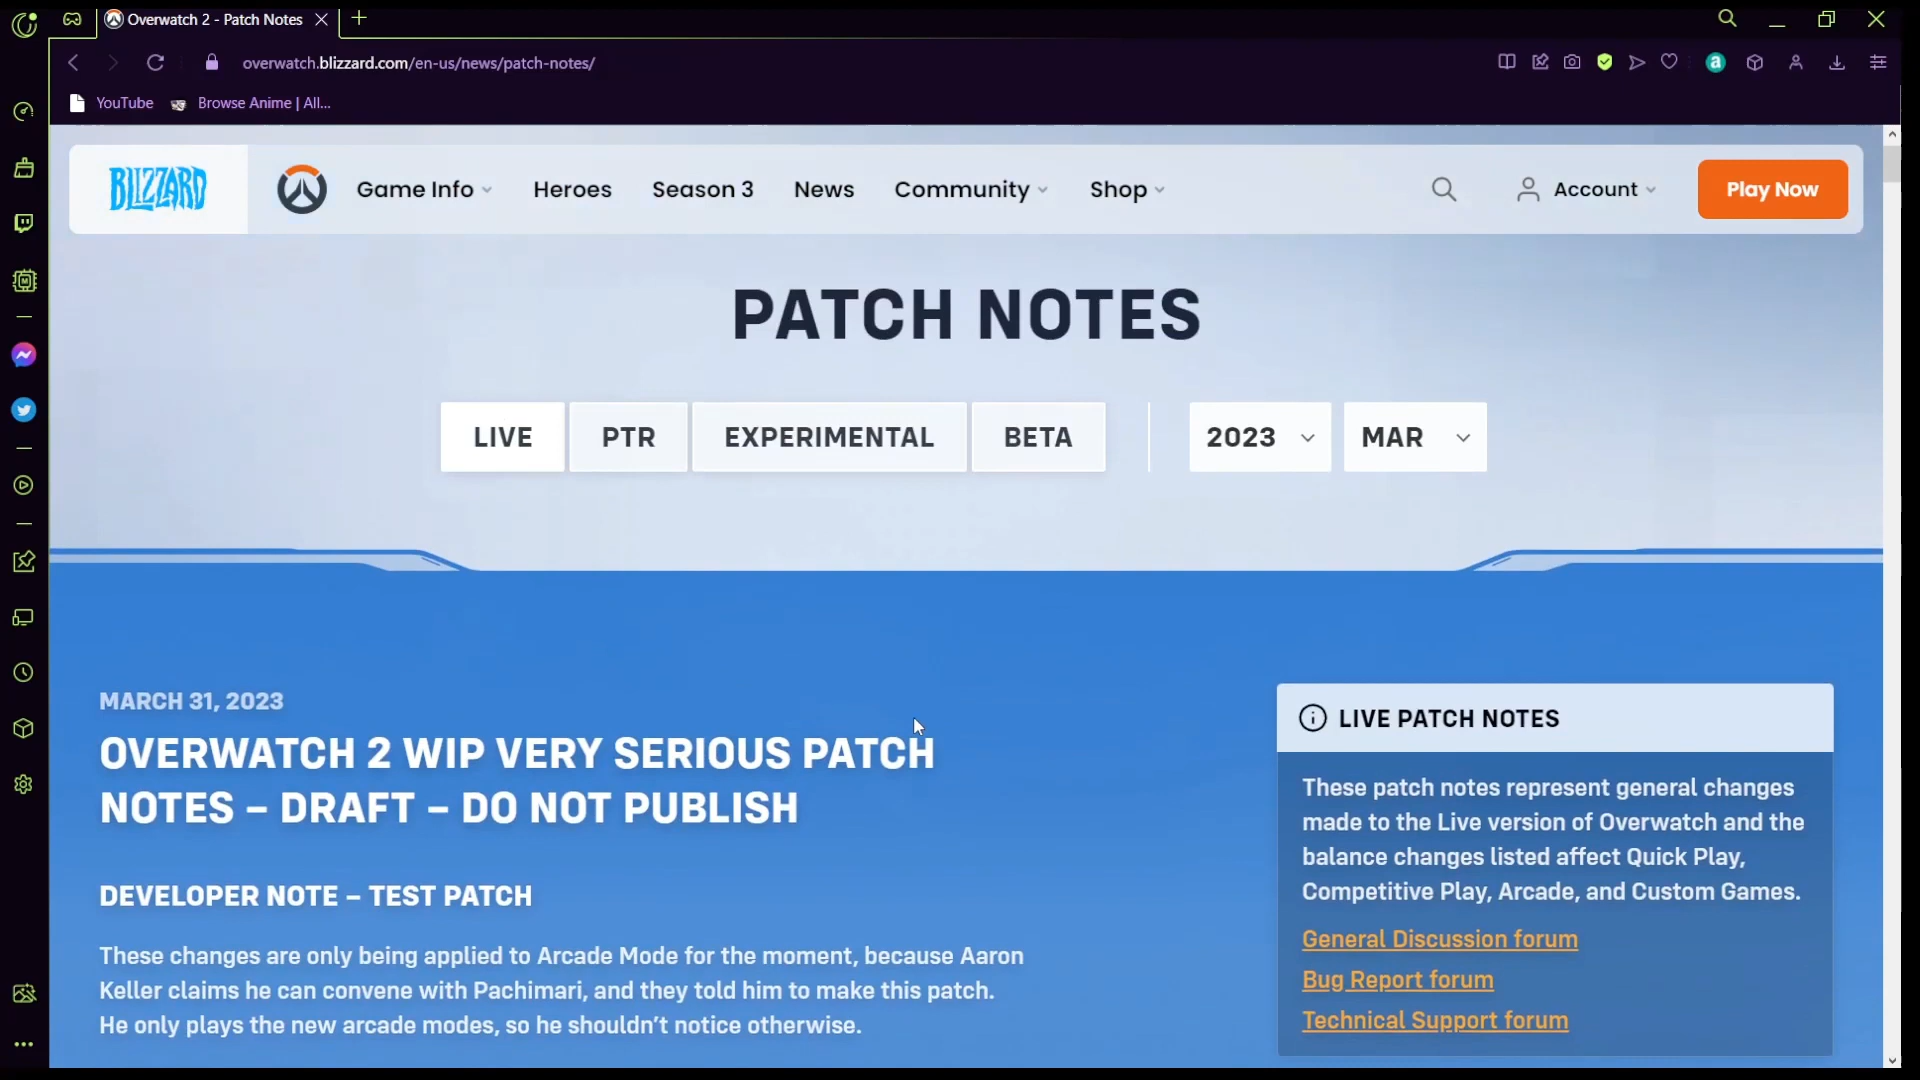 Overwatch 2 - Patch Notes
overwatch.blizzard.com/en-us/news/patch-notes/
YouTube
Browse Anime | All...
BLIZZARD
Game Info
Heroes
Season 3
News
Community
Shop
Account
Play Now
PATCH NOTES
LIVE
PTR
EXPERIMENTAL
BETA
2023
MAR
MARCH 31, 2023
OVERWATCH 2 WIP VERY SERIOUS PATCH
NOTES – DRAFT – DO NOT PUBLISH
DEVELOPER NOTE – TEST PATCH
These changes are only being applied to Arcade Mode for the moment, because Aaron
Keller claims he can convene with Pachimari, and they told him to make this patch.
He only plays the new arcade modes, so he shouldn't notice otherwise.
LIVE PATCH NOTES
These patch notes represent general changes
made to the Live version of Overwatch and the
balance changes listed affect Quick Play,
Competitive Play, Arcade, and Custom Games.
General Discussion forum
Bug Report forum
Technical Support forum